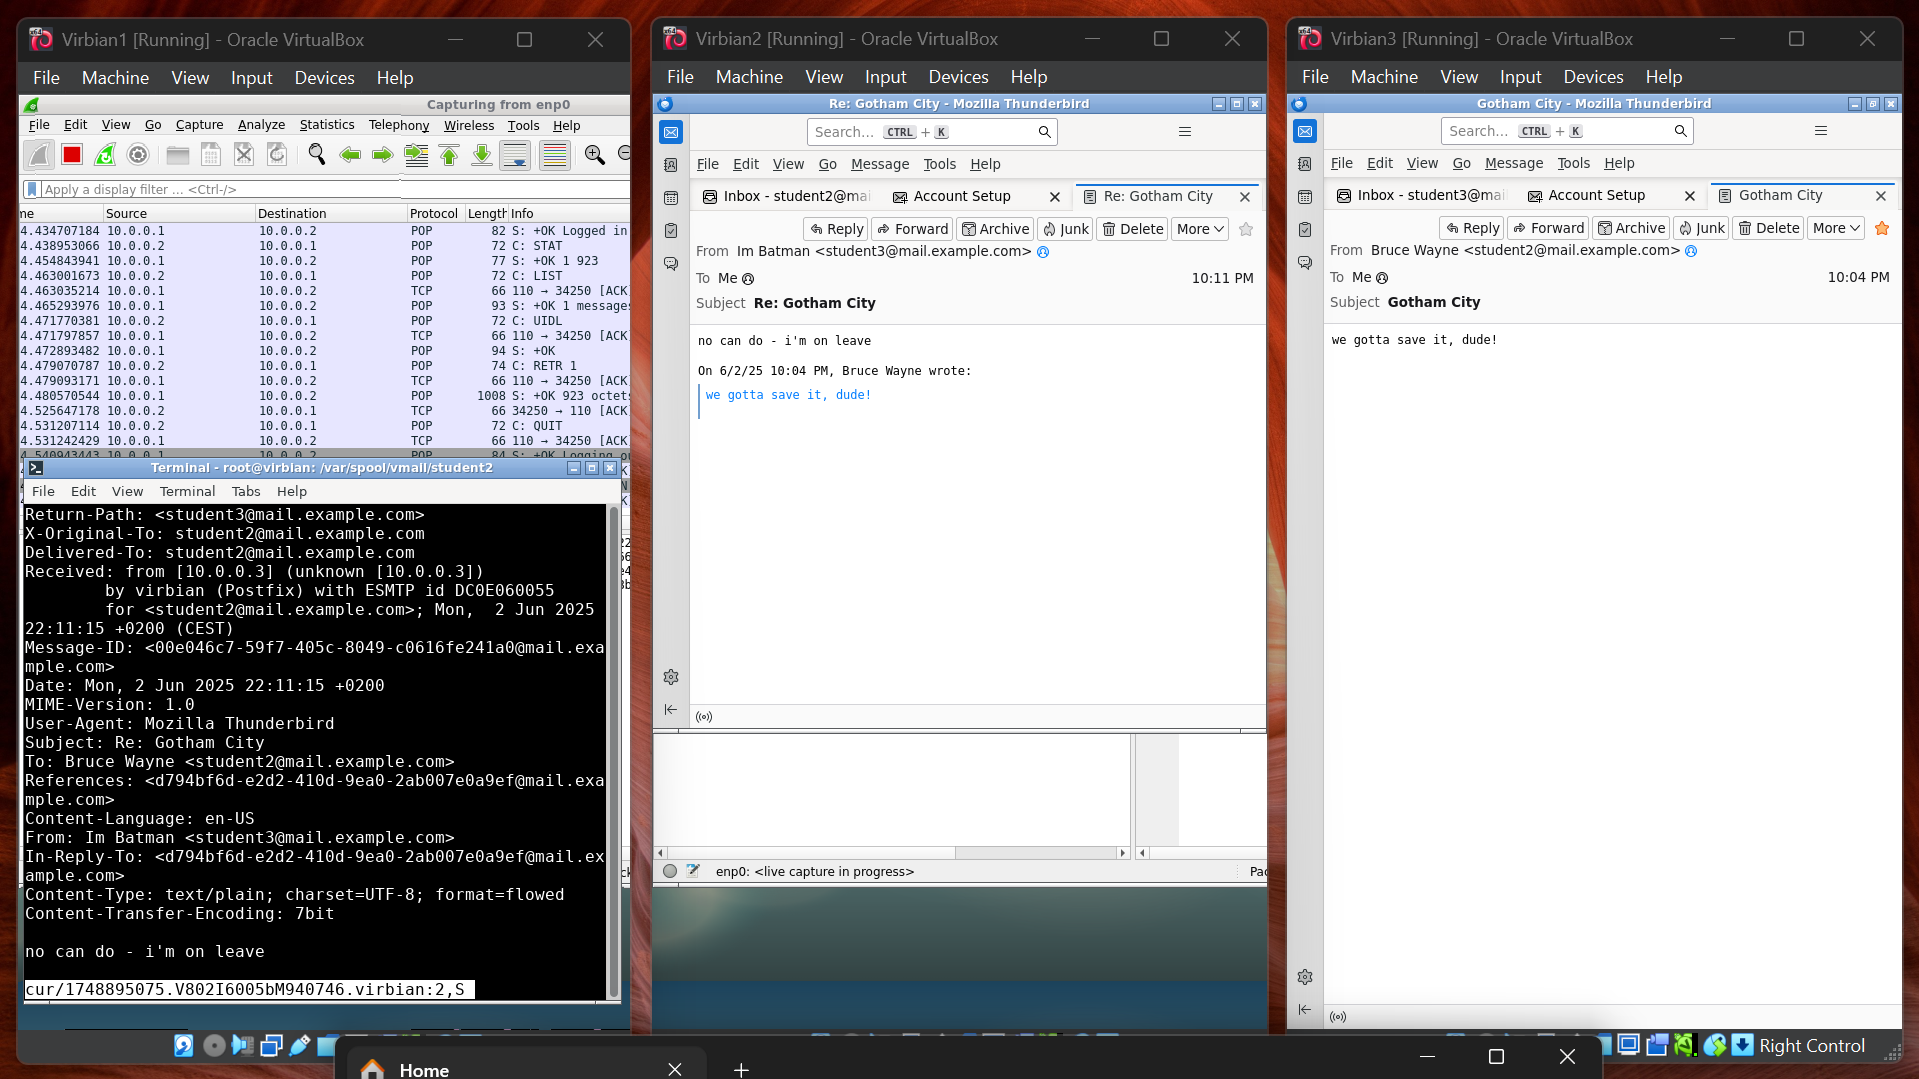 Virbian1 [Running] - Oracle VirtualBox
File Machine View Input Devices Help
Capturing from enp0
File Edit View Go Capture Analyze Statistics Telephony Wireless Tools Help
Apply a display filter ... <Ctrl-/>
me Source Destination Protocol Length Info
4.434707184 10.0.0.1 10.0.0.2 POP 82 S: +OK Logged in
4.438953066 10.0.0.2 10.0.0.1 POP 72 C: STAT
4.454843941 10.0.0.1 10.0.0.2 POP 77 S: +OK 1 923
4.463001673 10.0.0.2 10.0.0.1 POP 72 C: LIST
4.463035214 10.0.0.1 10.0.0.2 TCP 66 110 → 34250 [ACK
4.465293976 10.0.0.1 10.0.0.2 POP 93 S: +OK 1 messages
4.471770381 10.0.0.2 10.0.0.1 POP 72 C: UIDL
4.471797857 10.0.0.1 10.0.0.2 TCP 66 110 → 34250 [ACK
4.472893482 10.0.0.1 10.0.0.2 POP 94 S: +OK
4.479070787 10.0.0.2 10.0.0.1 POP 74 C: RETR 1
4.479093171 10.0.0.1 10.0.0.2 TCP 66 110 → 34250 [ACK
4.480570544 10.0.0.1 10.0.0.2 POP 1008 S: +OK 923 octets
4.525647178 10.0.0.2 10.0.0.1 TCP 66 34250 → 110 [ACK
4.531207114 10.0.0.2 10.0.0.1 POP 72 C: QUIT
4.531242429 10.0.0.1 10.0.0.2 TCP 66 110 → 34250 [ACK
4.540943443 10.0.0.1 10.0.0.2 POP 84 S: +OK Logging o
Terminal - root@virbian: /var/spool/vmail/student2
File Edit View Terminal Tabs Help
Return-Path: <student3@mail.example.com>
X-Original-To: student2@mail.example.com
Delivered-To: student2@mail.example.com
Received: from [10.0.0.3] (unknown [10.0.0.3])
by virbian (Postfix) with ESMTP id DC0E060055
for <student2@mail.example.com>; Mon, 2 Jun 2025
22:11:15 +0200 (CEST)
Message-ID: <00e046c7-59f7-405c-8049-c0616fe241a0@mail.exa
mple.com>
Date: Mon, 2 Jun 2025 22:11:15 +0200
MIME-Version: 1.0
User-Agent: Mozilla Thunderbird
Subject: Re: Gotham City
To: Bruce Wayne <student2@mail.example.com>
References: <d794bf6d-e2d2-410d-9ea0-2ab007e0a9ef@mail.exa
mple.com>
Content-Language: en-US
From: Im Batman <student3@mail.example.com>
In-Reply-To: <d794bf6d-e2d2-410d-9ea0-2ab007e0a9ef@mail.ex
ample.com>
Content-Type: text/plain; charset=UTF-8; format=flowed
Content-Transfer-Encoding: 7bit
no can do - i'm on leave
cur/1748895075.V802I6005bM940746.virbian:2,S
Virbian2 [Running] - Oracle VirtualBox
File Machine View Input Devices Help
Re: Gotham City - Mozilla Thunderbird
Search... CTRL + K
File Edit View Go Message Tools Help
Inbox - student2@mai Account Setup Re: Gotham City
Reply Forward Archive Junk Delete More
From Im Batman <student3@mail.example.com>
To Me 10:11 PM
Subject Re: Gotham City
no can do - i'm on leave
On 6/2/25 10:04 PM, Bruce Wayne wrote:
we gotta save it, dude!
enp0: <live capture in progress> Pac
Virbian3 [Running] - Oracle VirtualBox
File Machine View Input Devices Help
Gotham City - Mozilla Thunderbird
Search... CTRL + K
File Edit View Go Message Tools Help
Inbox - student3@mai Account Setup Gotham City
Reply Forward Archive Junk Delete More
From Bruce Wayne <student2@mail.example.com>
To Me 10:04 PM
Subject Gotham City
we gotta save it, dude!
Right Control
Home